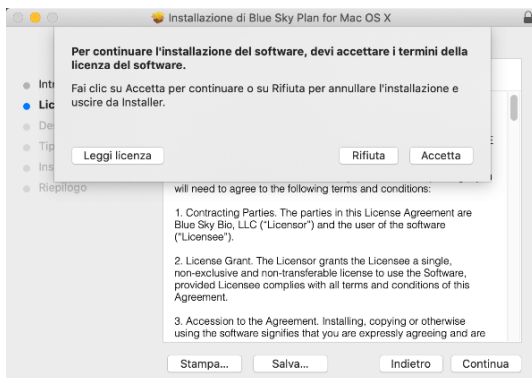 Installazione di Blue Sky Plan for Mac OS X
Per continuare l'installazione del software, devi accettare i termini della
licenza del software.
Fai clic su Accetta per continuare o su Rifiuta per annullare l'installazione e
uscire da Installer.
Leggi licenza
Rifiuta
Accetta
Riepilogo
will need to agree to the following terms and conditions:
1. Contracting Parties. The parties in this License Agreement are
Blue Sky Bio, LLC ("Licensor") and the user of the software
("Licensee").
2. License Grant. The Licensor grants the Licensee a single,
non-exclusive and non-transferable license to use the Software,
provided Licensee complies with all terms and conditions of this
Agreement.
3. Accession to the Agreement. Installing, copying or otherwise
using the software signifies that you are expressly agreeing and are
Stampa...
Salva...
Indietro
Continua